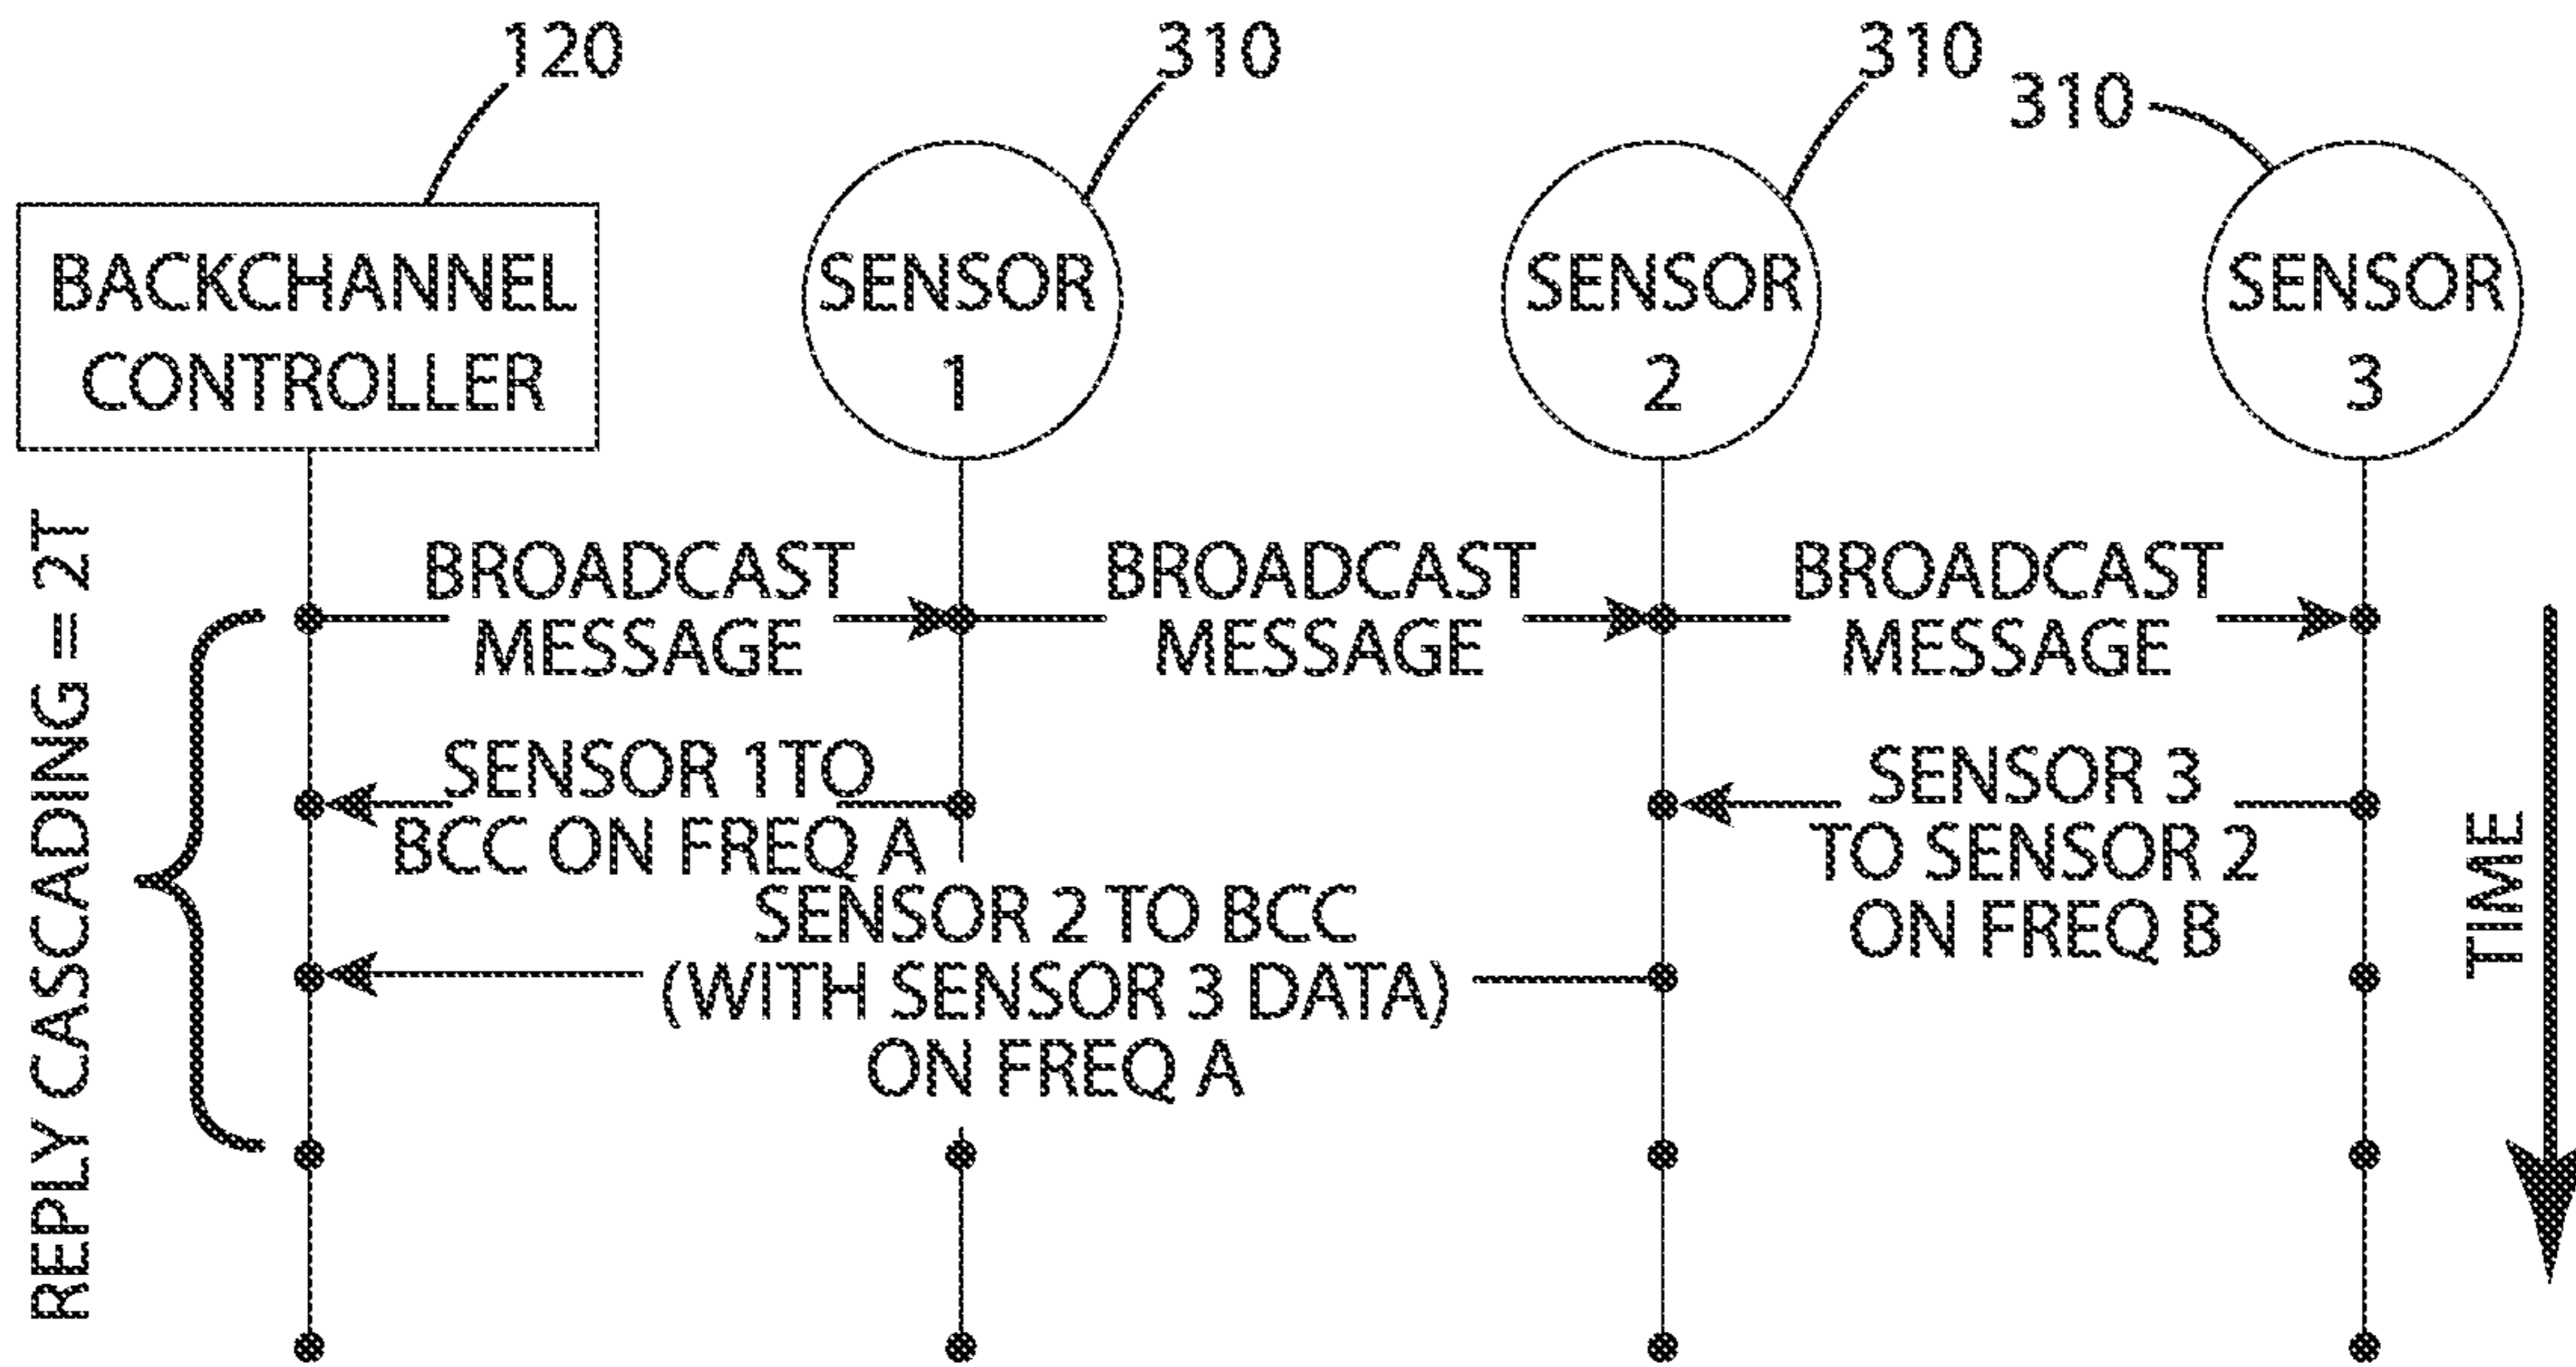 120
310
310
310
BACKCHANNEL
CONTROLLER
SENSOR
1
SENSOR
2
SENSOR
3
REPLY CASCADING = 2T
BROADCAST
MESSAGE
BROADCAST
MESSAGE
BROADCAST
MESSAGE
SENSOR 1 TO
BCC ON FREQ A
SENSOR 3
TO SENSOR 2
ON FREQ B
SENSOR 2 TO BCC
(WITH SENSOR 3 DATA)
ON FREQ A
TIME